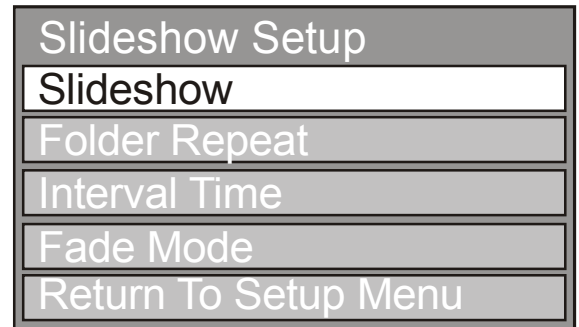 Slideshow Setup
Slideshow
Folder Repeat
Interval Time
Fade Mode
Return To Setup Menu